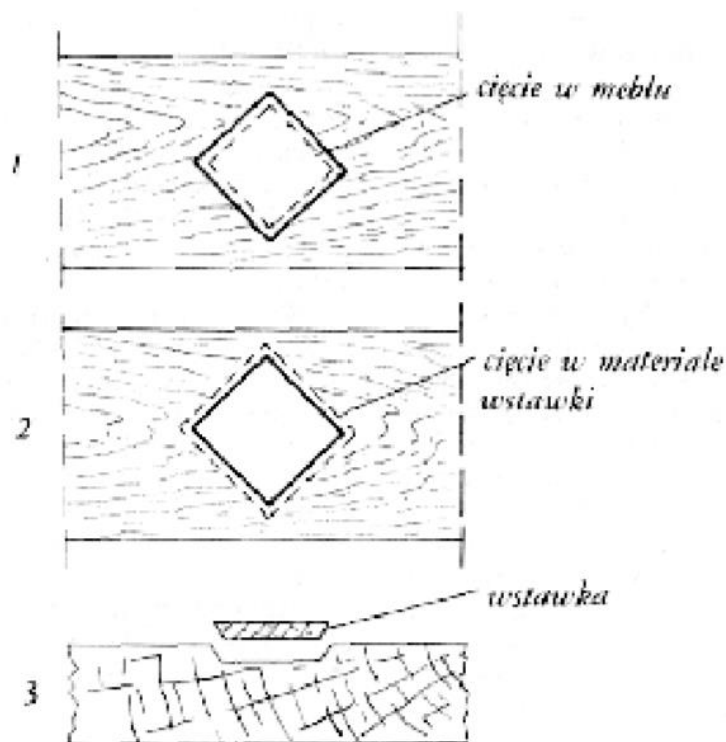 1
cięcie w meblu
2
cięcie w materiale
wstawki
wstawka
3